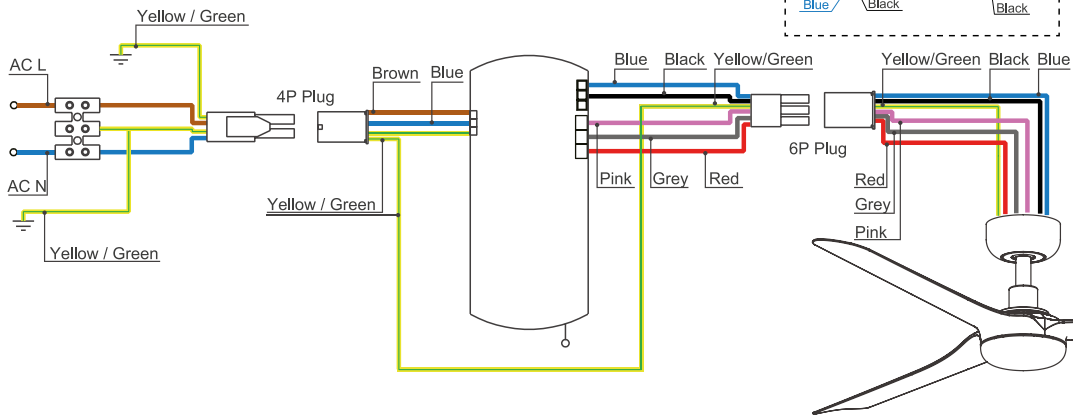 Blue
Black
Black
Yellow / Green
AC L
4P Plug
Brown
Blue
Blue
Black
Yellow/Green
Yellow/Green
Black
Blue
6P Plug
AC N
Pink
Grey
Red
Red
Grey
Pink
Yellow / Green
Yellow / Green